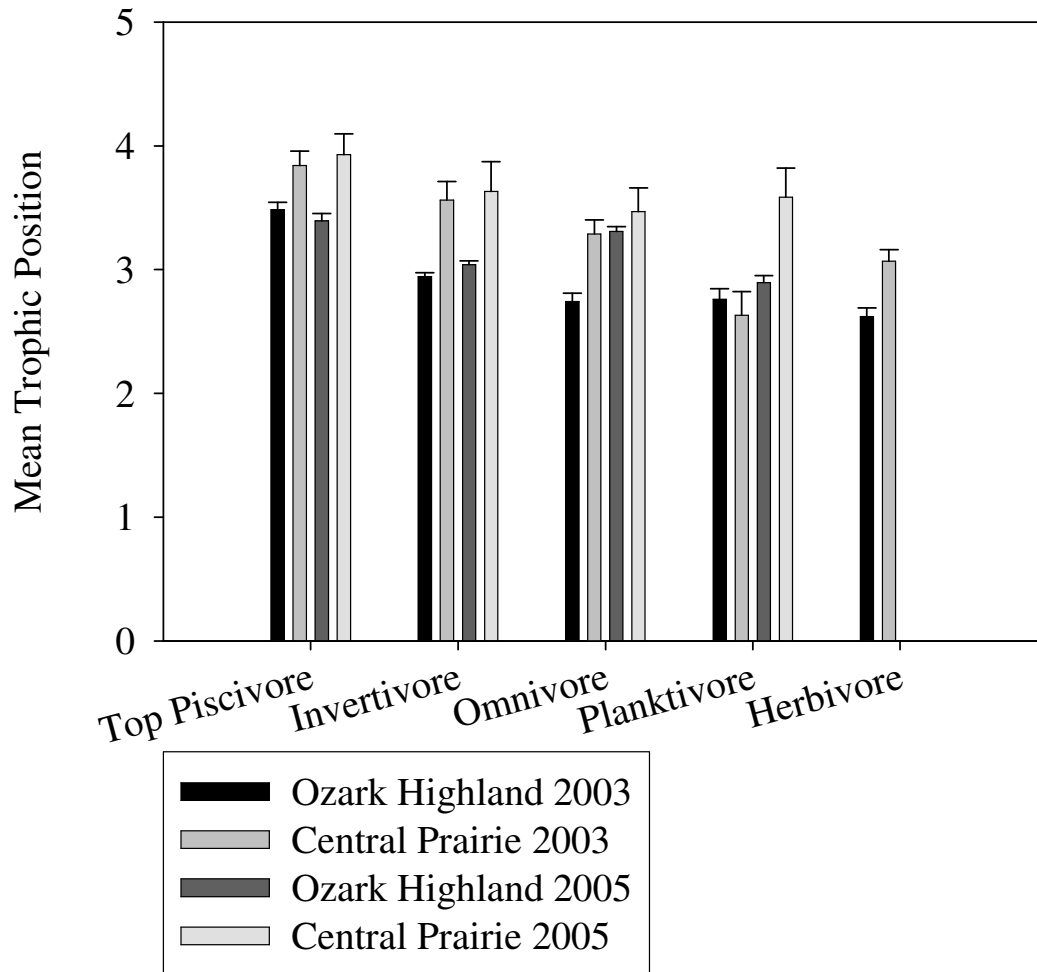 5
4
3
2
1
0
Mean Trophic Position
Top Piscivore
Invertivore
Omnivore
Planktivore
Herbivore
Ozark Highland 2003
Central Prairie 2003
Ozark Highland 2005
Central Prairie 2005